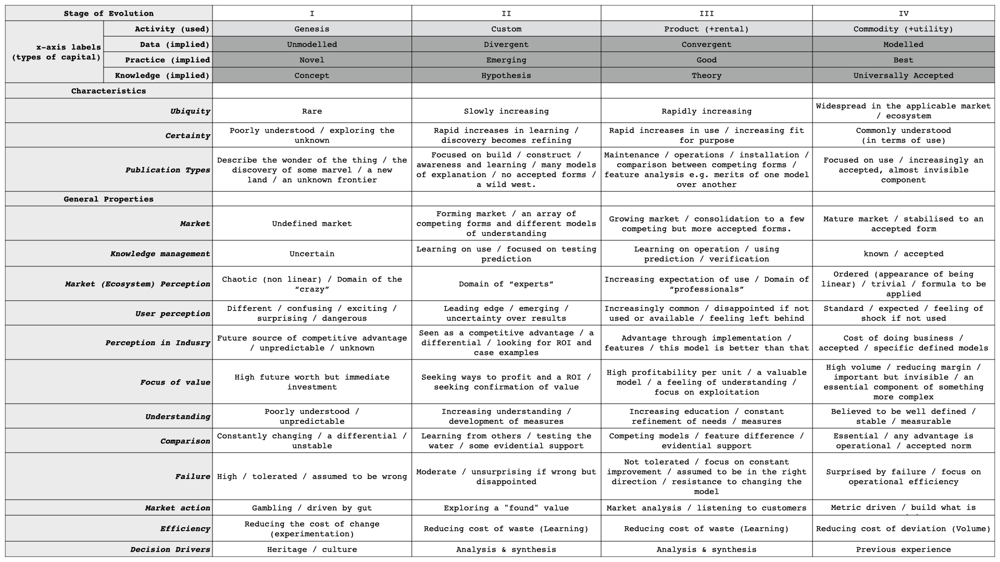 Stage of Evolution I II III IV
x-axis labels
(types of capital)
Activity (used) Genesis Custom Product (+rental) Commodity (+utility)
Data (implied) Unmodelled Divergent Convergent Modelled
Practice (implied Novel Emerging Good Best
Knowledge (implied) Concept Hypothesis Theory Universally Accepted
Characteristics
Ubiquity
Rare
Slowly increasing
Rapidly increasing
Widespread in the applicable market
/ ecosystem
Certainty
Poorly understood / exploring the
unknown
Rapid increases in learning /
discovery becomes refining
Rapid increases in use / increasing fit
for purpose
Commonly understood
(in terms of use)
Publication Types
Describe the wonder of the thing / the
discovery of some marvel / a new
land / an unknown frontier
Focused on build / construct /
awareness and learning / many models
of explanation / no accepted forms /
a wild west.
Maintenance / operations / installation /
comparison between competing forms /
feature analysis e.g. merits of one model
over another
Focused on use / increasingly an
accepted, almost invisible
component
General Properties
Market
Undefined market
Forming market / an array of
competing forms and different models
of understanding
Growing market / consolidation to a few
competing but more accepted forms.
Mature market / stabilised to an
accepted form
Knowledge management
Uncertain
Learning on use / focused on testing
prediction
Learning on operation / using
prediction / verification
known / accepted
Market (Ecosystem) Perception
Chaotic (non linear) / Domain of the
“crazy”
Domain of “experts”
Increasing expectation of use / Domain of
“professionals”
Ordered (appearance of being
linear) / trivial / formula to be
applied
User perception
Different / confusing / exciting /
surprising / dangerous
Leading edge / emerging /
uncertainty over results
Increasingly common / disappointed if not
used or available / feeling left behind
Standard / expected / feeling of
shock if not used
Perception in Indusry
Future source of competitive advantage
/ unpredictable / unknown
Seen as a competitive advantage / a
differential / looking for ROI and
case examples
Advantage through implementation /
features / this model is better than that
Cost of doing business /
accepted / specific defined models
Focus of value
High future worth but immediate
investment
Seeking ways to profit and a ROI /
seeking confirmation of value
High profitability per unit / a valuable
model / a feeling of understanding /
focus on exploitation
High volume / reducing margin /
important but invisible / an
essential component of something
more complex
Understanding
Poorly understood /
unpredictable
Increasing understanding /
development of measures
Increasing education / constant
refinement of needs / measures
Believed to be well defined /
stable / measurable
Comparison
Constantly changing / a differential /
unstable
Learning from others / testing the
water / some evidential support
Competing models / feature difference /
evidential support
Essential / any advantage is
operational / accepted norm
Failure
High / tolerated / assumed to be wrong
Moderate / unsurprising if wrong but
disappointed
Not tolerated / focus on constant
improvement / assumed to be in the right
direction / resistance to changing the
model
Surprised by failure / focus on
operational efficiency
Market action
Gambling / driven by gut
Exploring a "found" value
Market analysis / listening to customers
Metric driven / build what is
Efficiency
Reducing the cost of change
(experimentation)
Reducing cost of waste (Learning)
Reducing cost of waste (Learning)
Reducing cost of deviation (Volume)
Decision Drivers
Heritage / culture
Analysis & synthesis
Analysis & synthesis
Previous experience